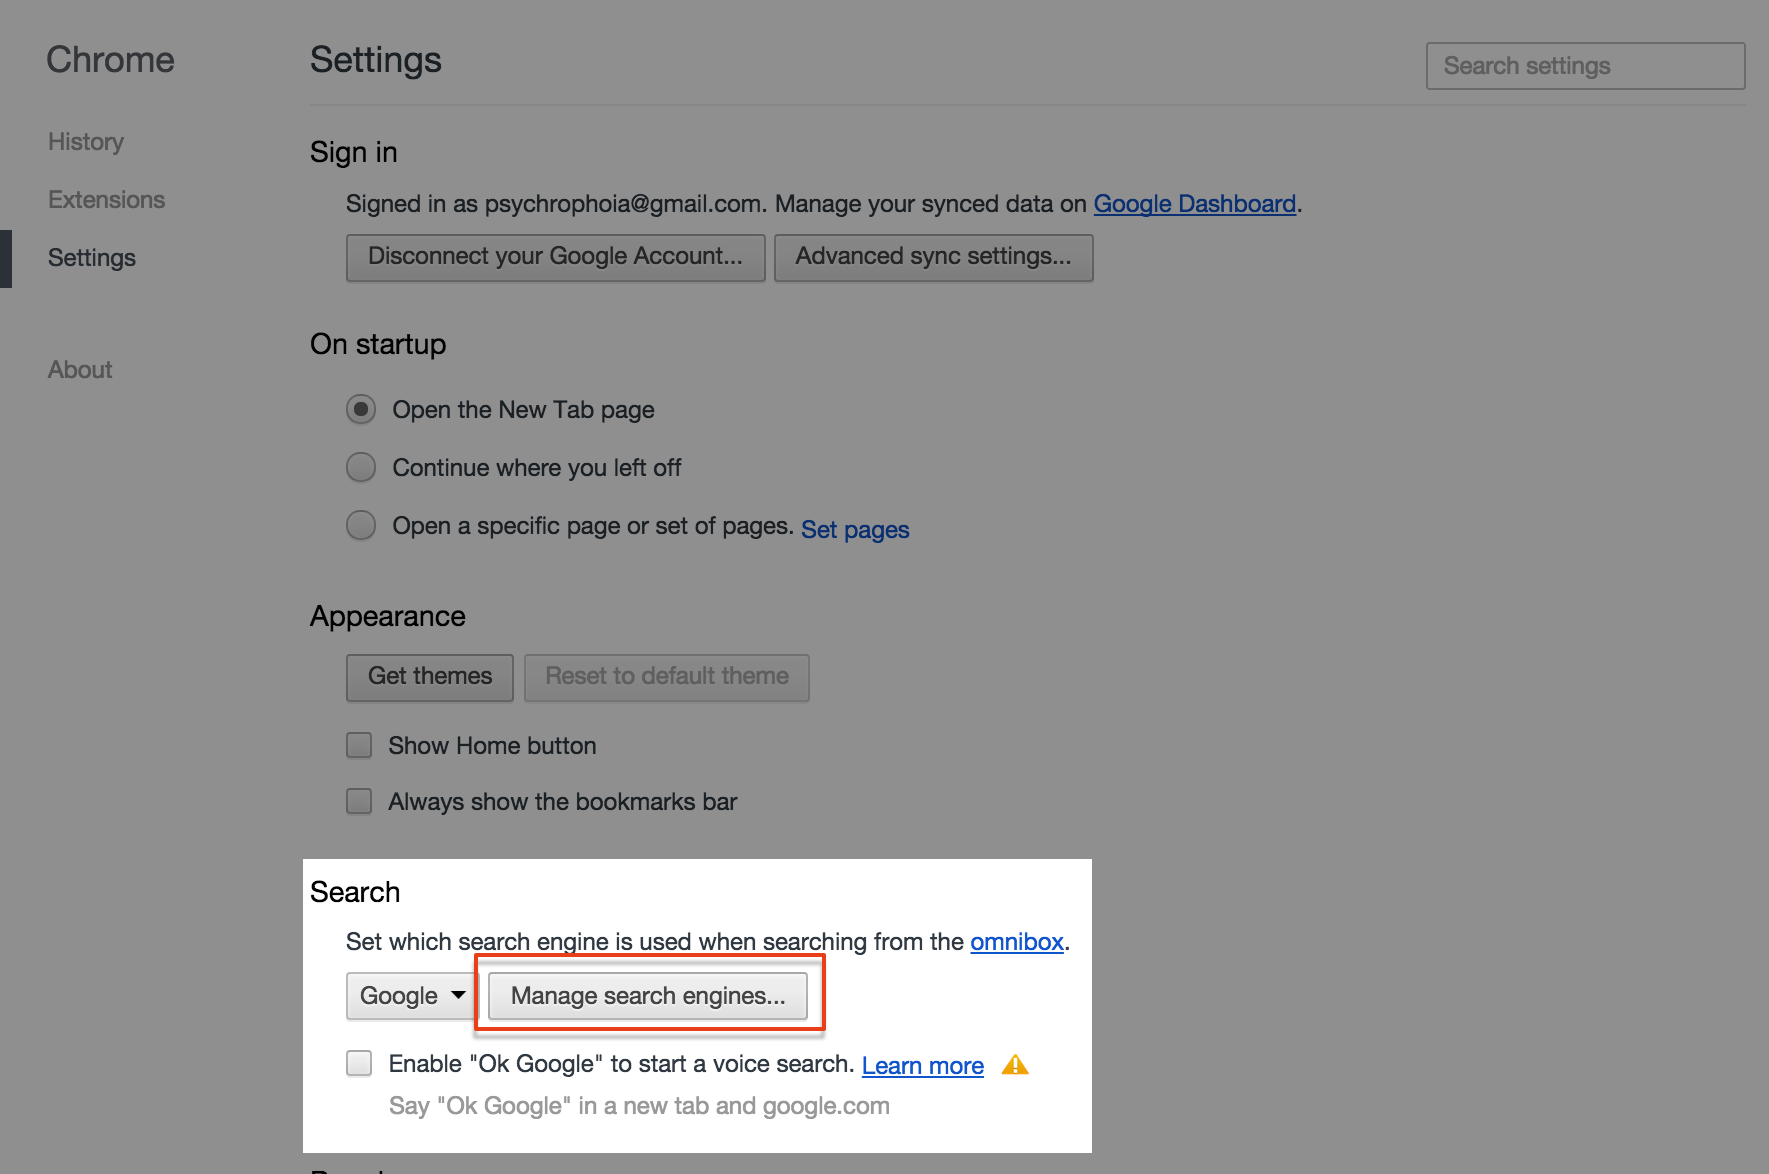 Chrome
Settings
Search settings
History
Extensions
Settings
About
Sign in
Signed in as psychrophoia@gmail.com. Manage your synced data on Google Dashboard.
Disconnect your Google Account... Advanced sync settings...
On startup
Open the New Tab page
Continue where you left off
Open a specific page or set of pages. Set pages
Appearance
Get themes Reset to default theme
Show Home button
Always show the bookmarks bar
Search
Set which search engine is used when searching from the omnibox.
Google Manage search engines...
Enable "Ok Google" to start a voice search. Learn more
Say "Ok Google" in a new tab and google.com